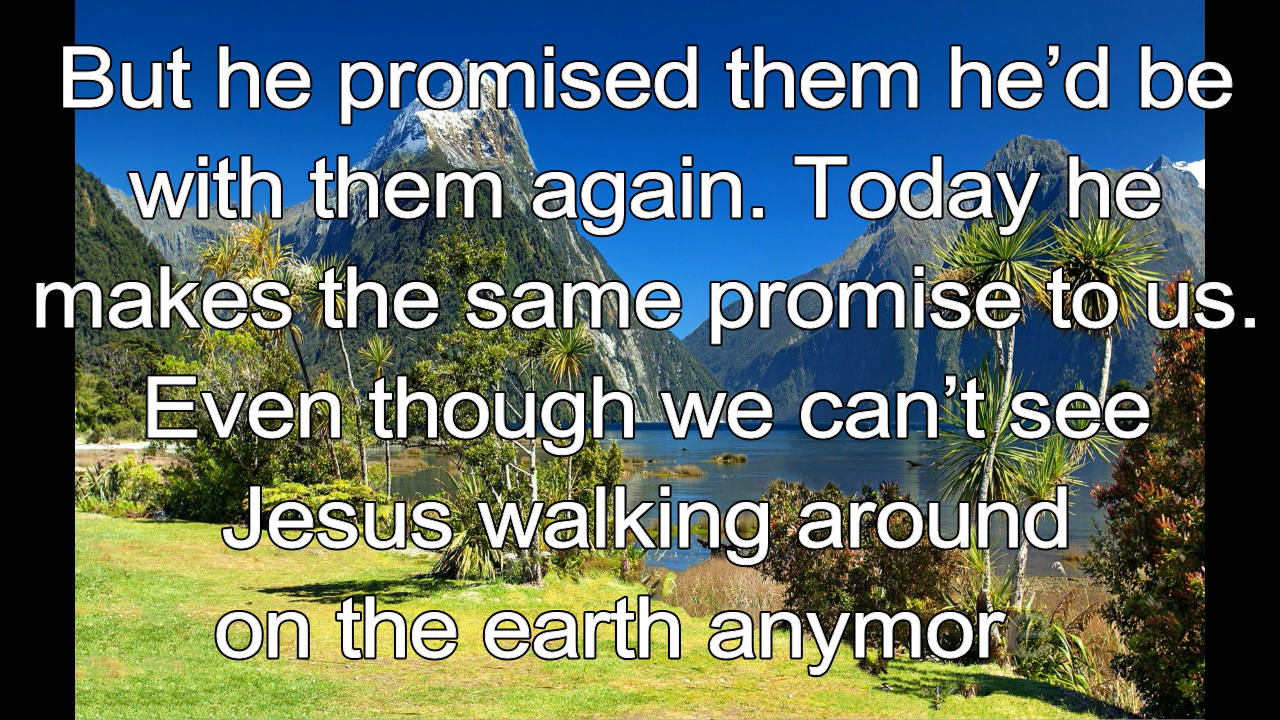 But he promised them he’d be
with them again. Today he
makes the same promise to us.
Even though we can’t see
Jesus walking around
on the earth anymore